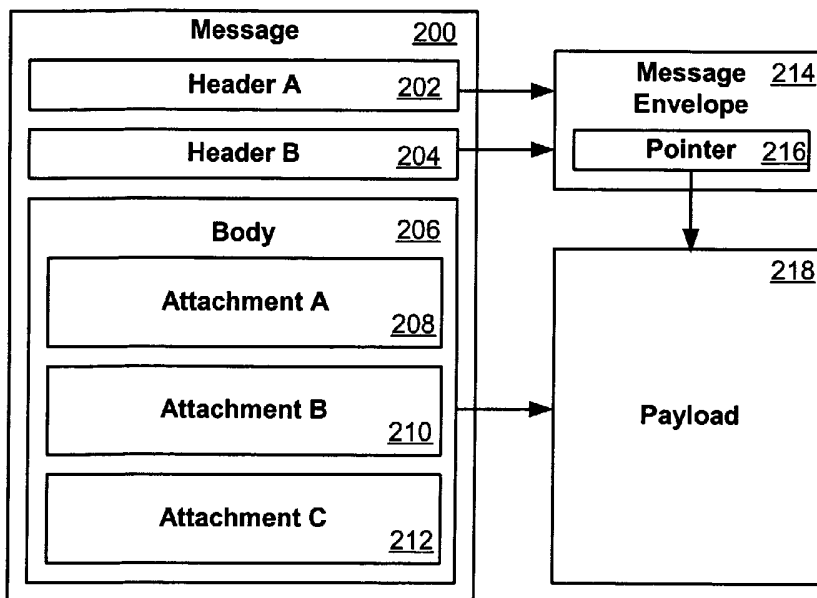 Message 200
Header A 202
Header B 204
Body 206
Attachment A 208
Attachment B 210
Attachment C 212
Message 214
Envelope
Pointer 216
218
Payload